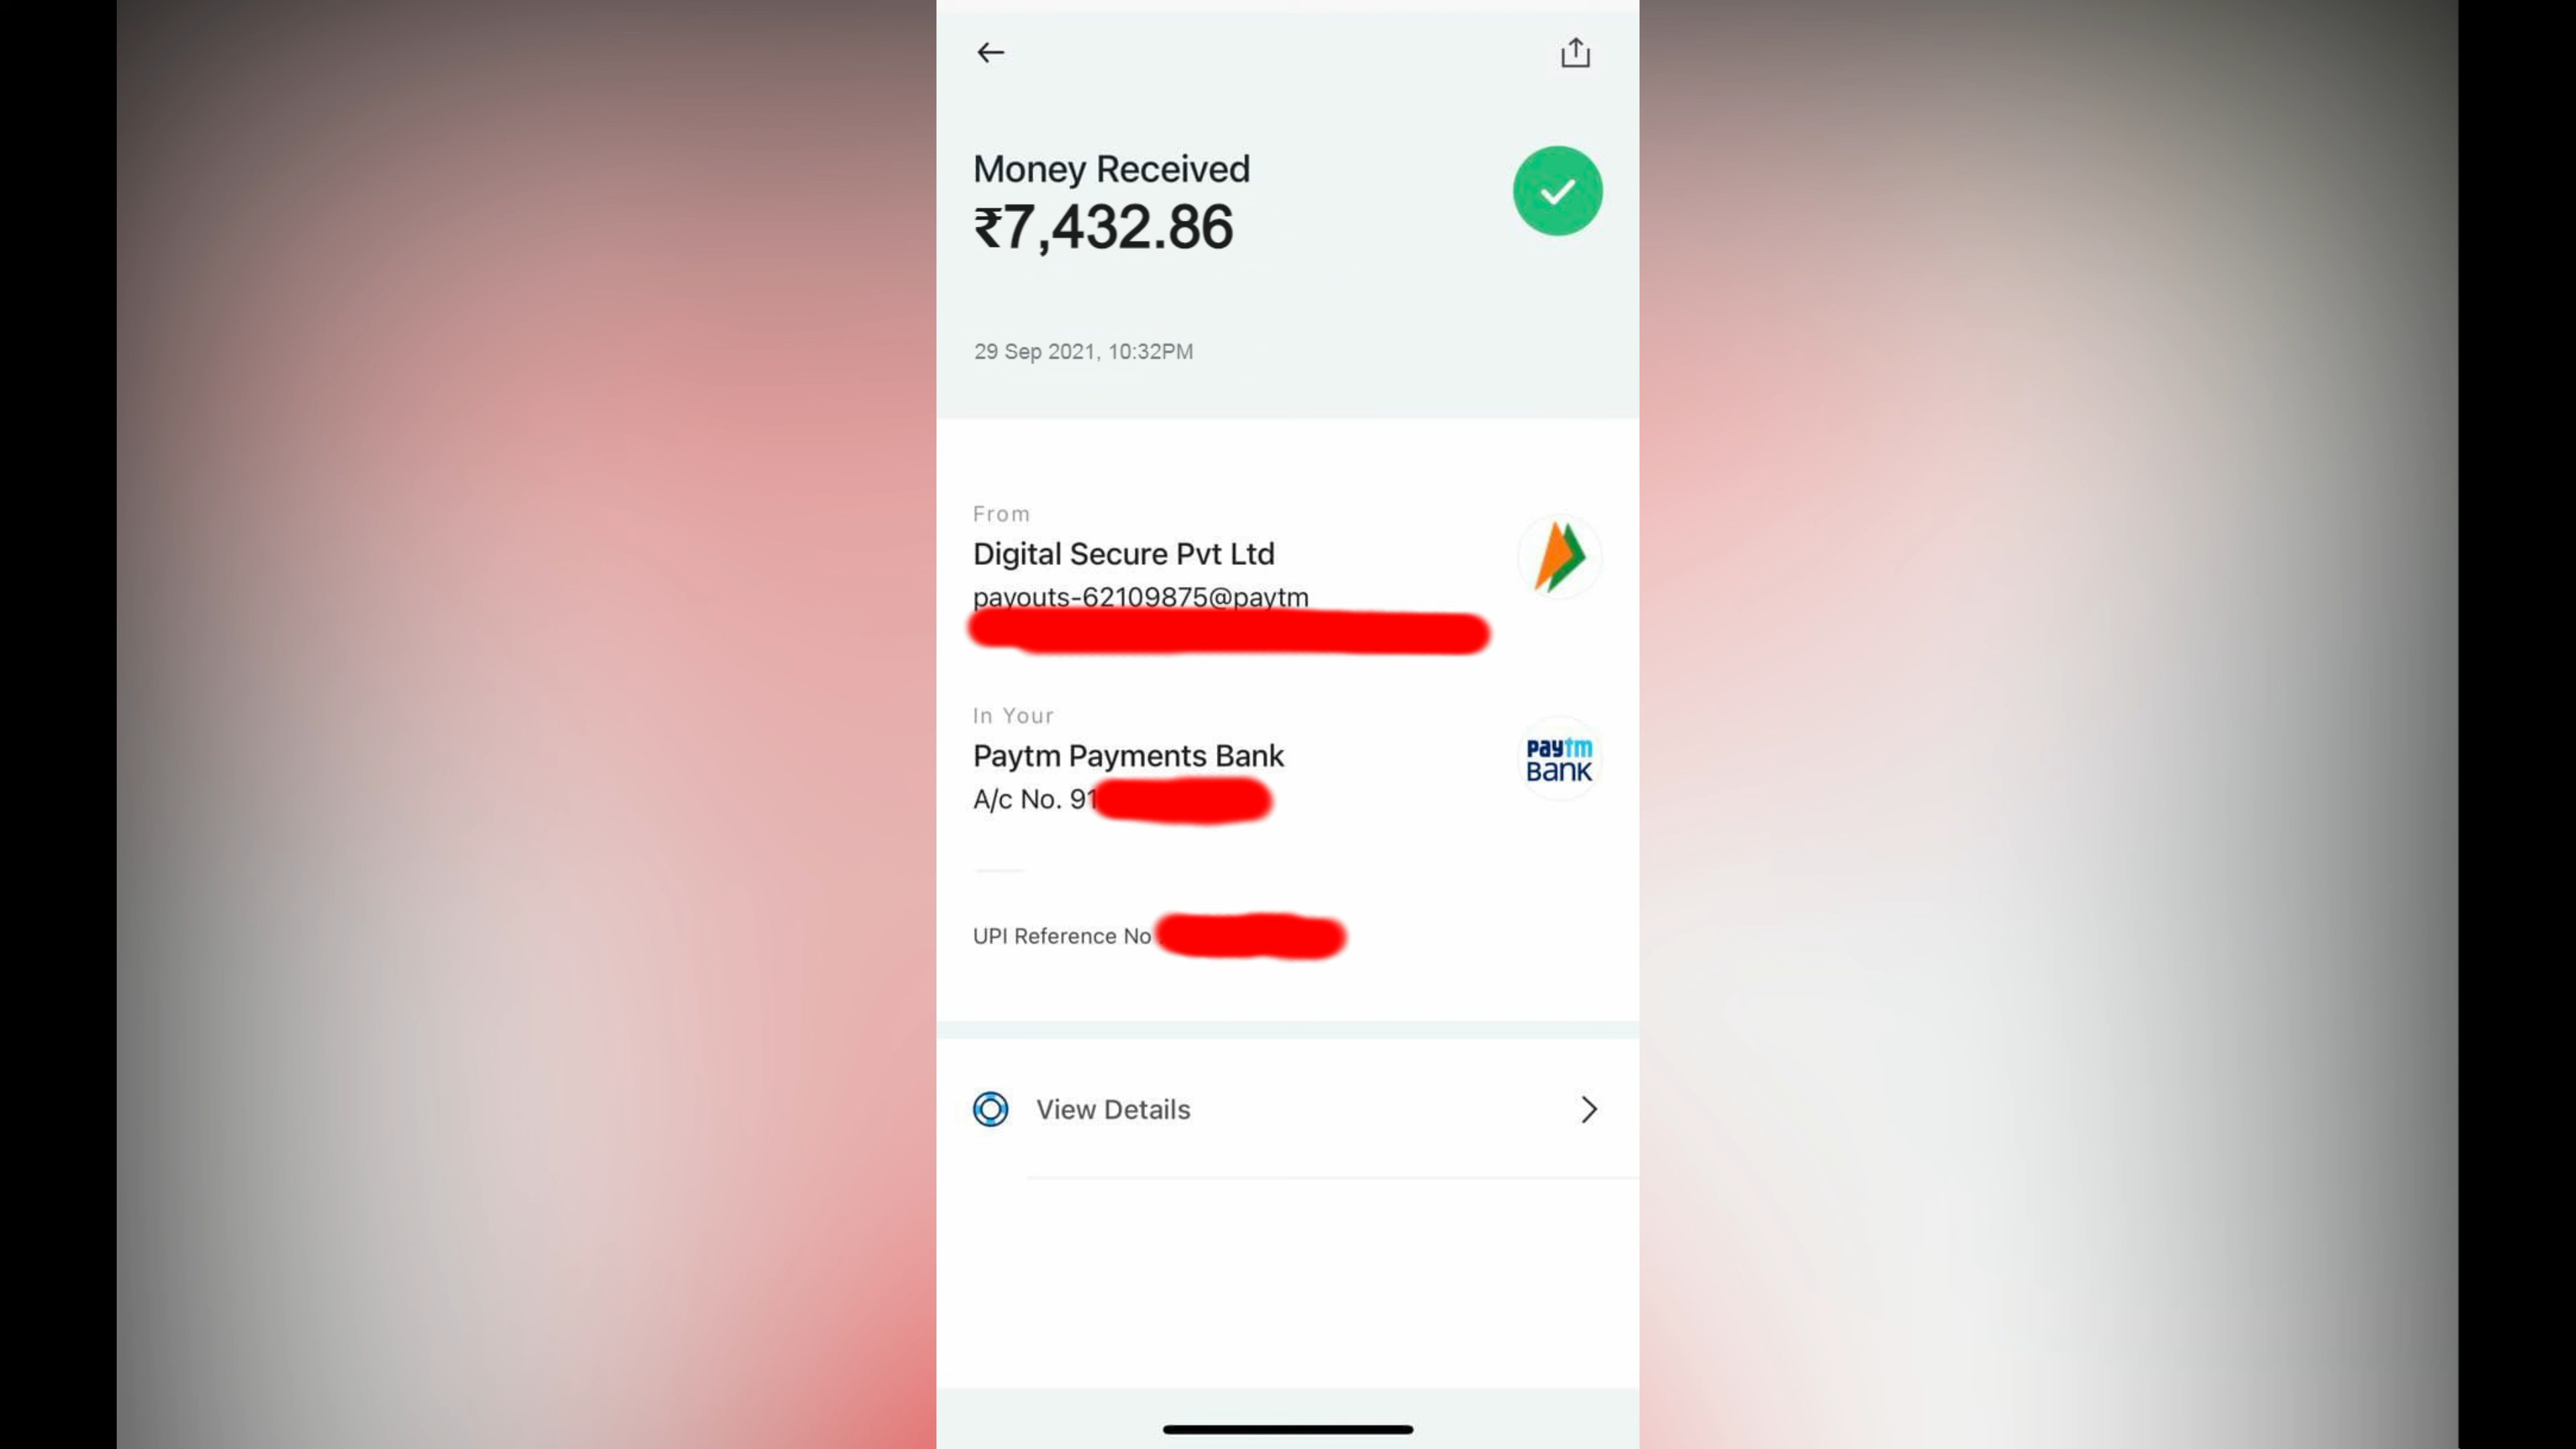 Money Received
₹7,432.86
29 Sep 2021, 10:32PM
From
Digital Secure Pvt Ltd
payouts-62109875@paytm
In Your
Paytm Payments Bank
paytm
BANK
A/c No. 91
UPI Reference No
View Details